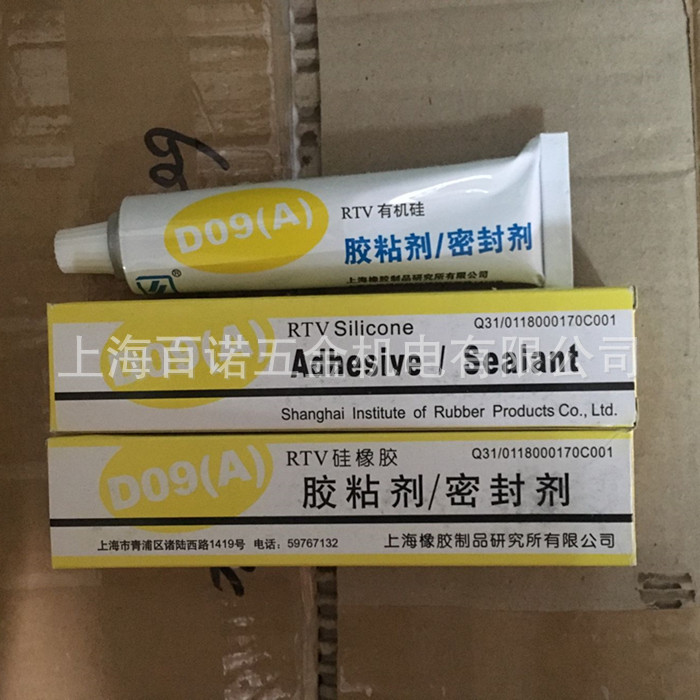 D09(A)
RTV 有机硅
胶粘剂/密封剂
上海橡胶制品研究所有限公司
®
D09(A)
RTV Silicone
Q31/0118000170C001
Adhesive / Sealant
Shanghai Institute of Rubber Products Co., Ltd.
上海百诺五金机电有限公司
D09(A)
RTV 硅橡胶
Q31/0118000170C001
胶粘剂/密封剂
上海市青浦区诸陆西路1419号 电话：59767132
上海橡胶制品研究所有限公司